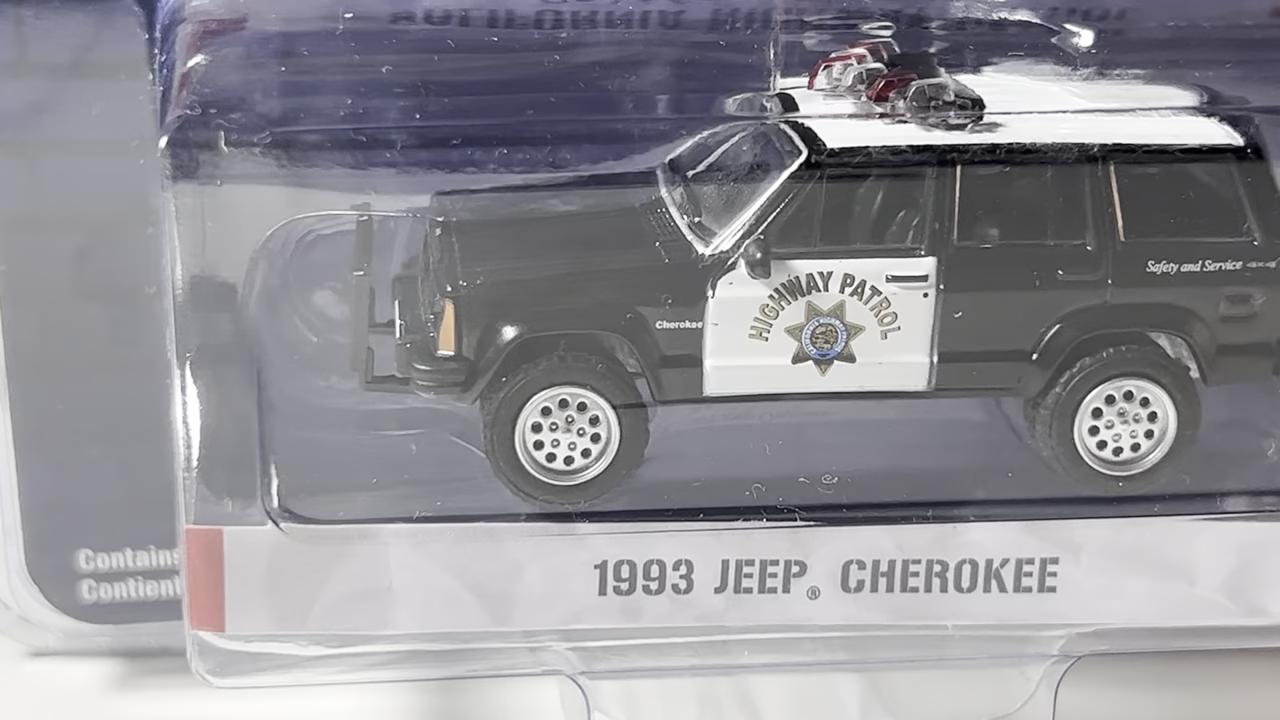 Safety and Service
HIGHWAY PATROL
Cherokee
Contains
Contient
1993 JEEP® CHEROKEE